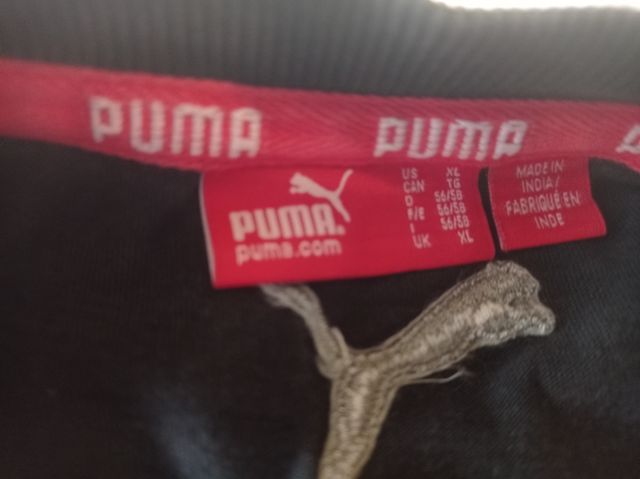 PUMA PUMA
PUMA.
puma.com
US XL
CAN TG
D 56/58
F/E 56/58
I 56/58
UK XL
MADE IN
INDIA/
FABRIQUÉ EN
INDE